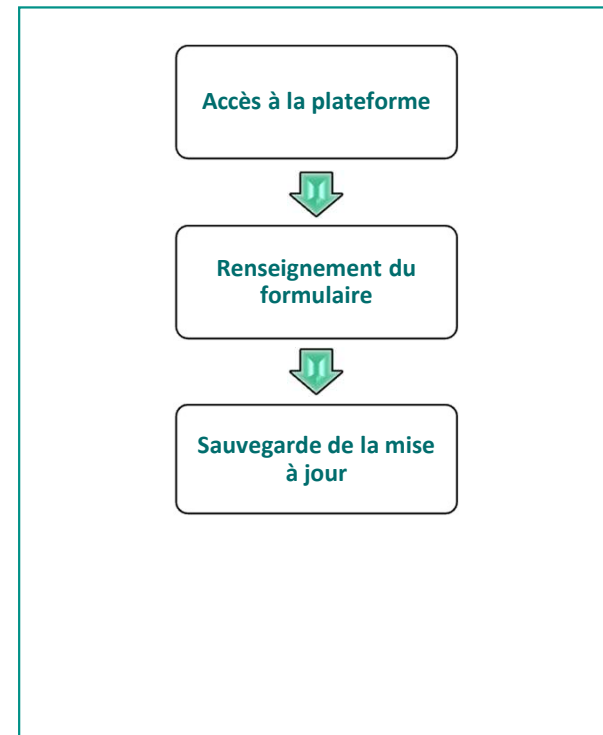 Accès à la plateforme
Renseignement du
formulaire
Sauvegarde de la mise
à jour